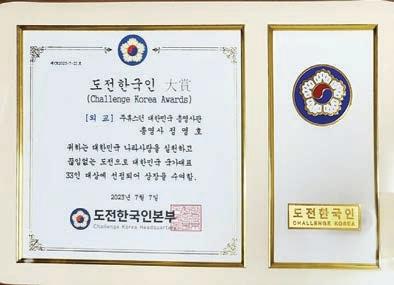 제 CK2023-7-22 호
도전한국인 大賞
(Challenge Korea Awards)
[외 교] 주휴스턴 대한민국 총영사관
총영사 정 영 호
귀하는 대한민국 나라사랑을 실천하고
끊임없는 도전으로 대한민국 국가대표
33인 대상에 선정되어 상장을 수여함.
2023년 7월 7일
도전한국인본부
Challenge Korea Headquarters
도전한국인
CHALLENGE KOREA